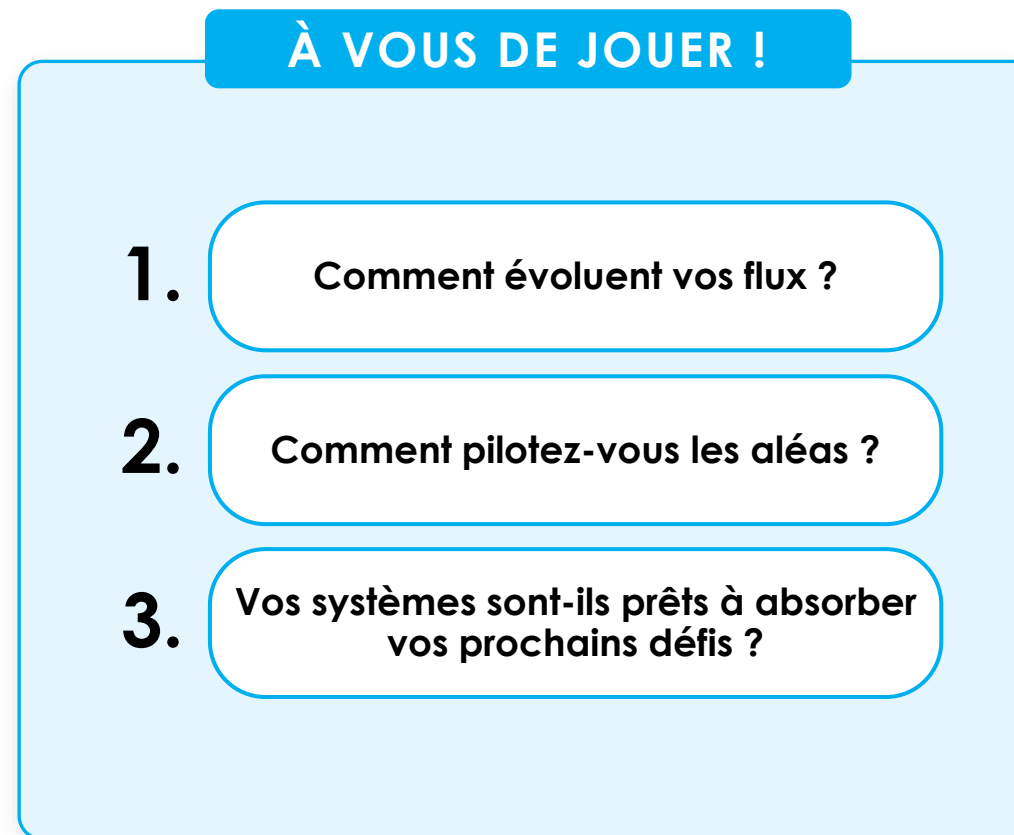 À VOUS DE JOUER !
1.
Comment évoluent vos flux ?
2.
Comment pilotez-vous les aléas ?
3.
Vos systèmes sont-ils prêts à absorber
vos prochains défis ?